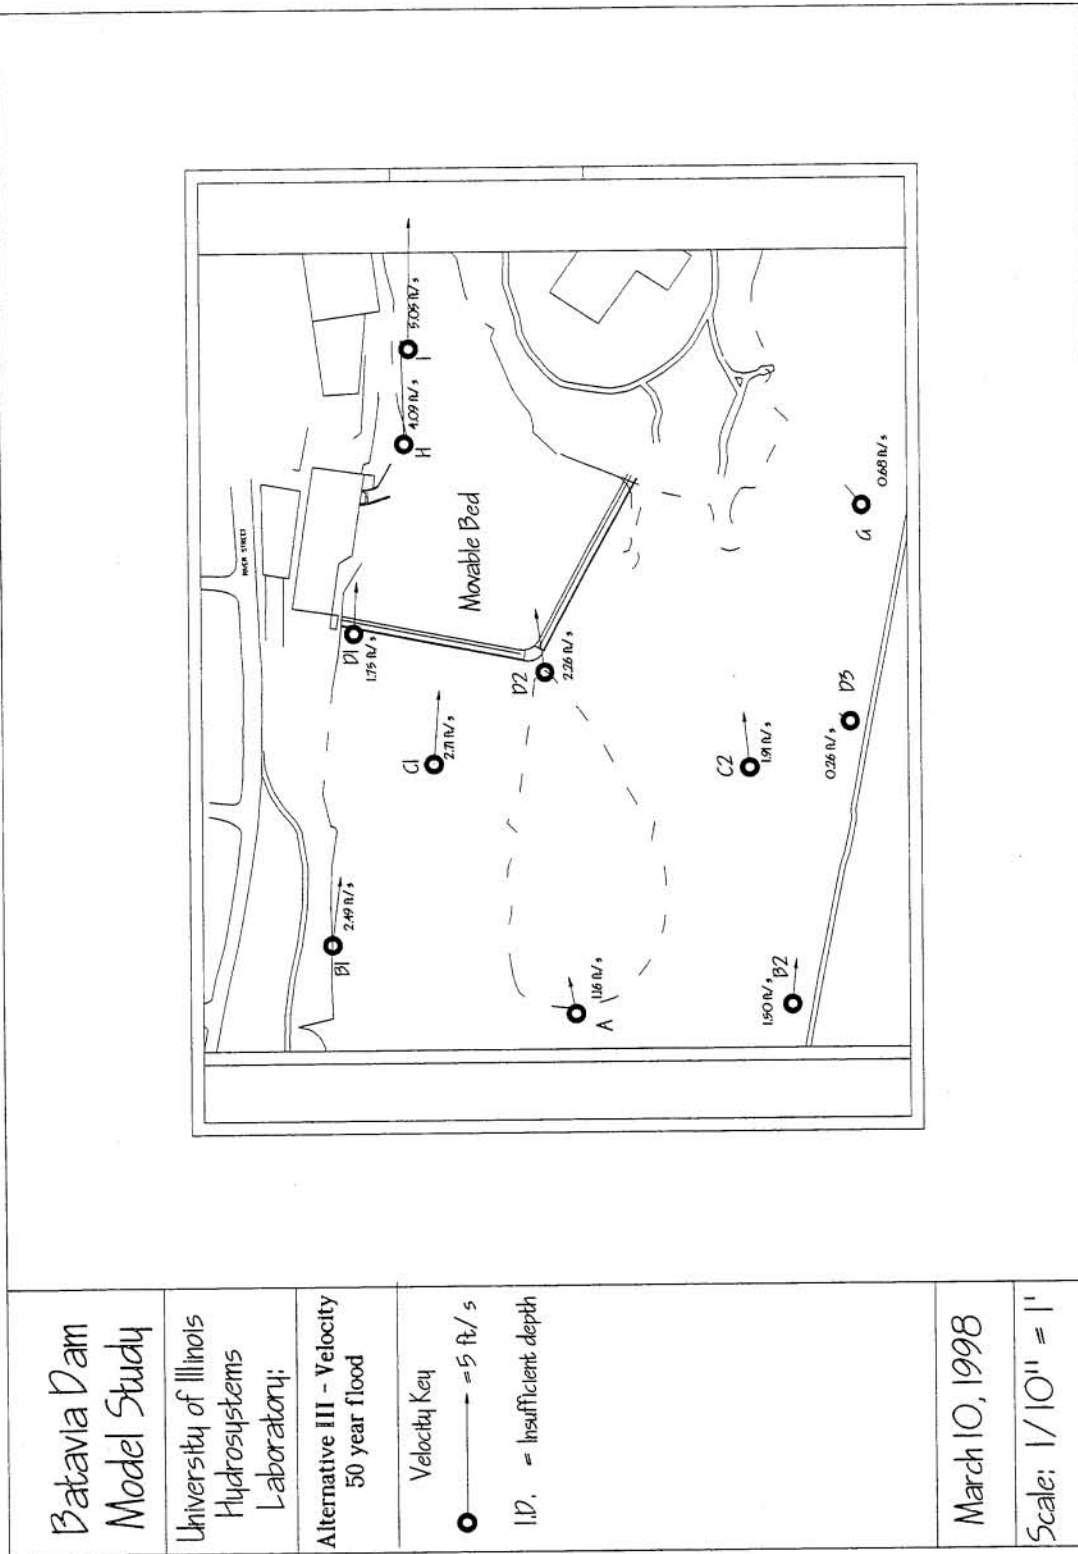 Batavia Dam
Model Study
University of Illinois
Hydrosystems
Laboratory:
Alternative III - Velocity
50 year flood
Velocity Key
= 5 ft/s
I.D. = Insufficient depth
March 10, 1998
Scale: 1/10" = 1'
RIVER STREET
Movable Bed
B1
2.49 ft/s
D1
1.75 ft/s
H
4.09 ft/s
I
5.05 ft/s
C1
2.71 ft/s
D2
2.26 ft/s
A
1.16 ft/s
C2
1.91 ft/s
B2
1.50 ft/s
D3
0.26 ft/s
G
0.68 ft/s